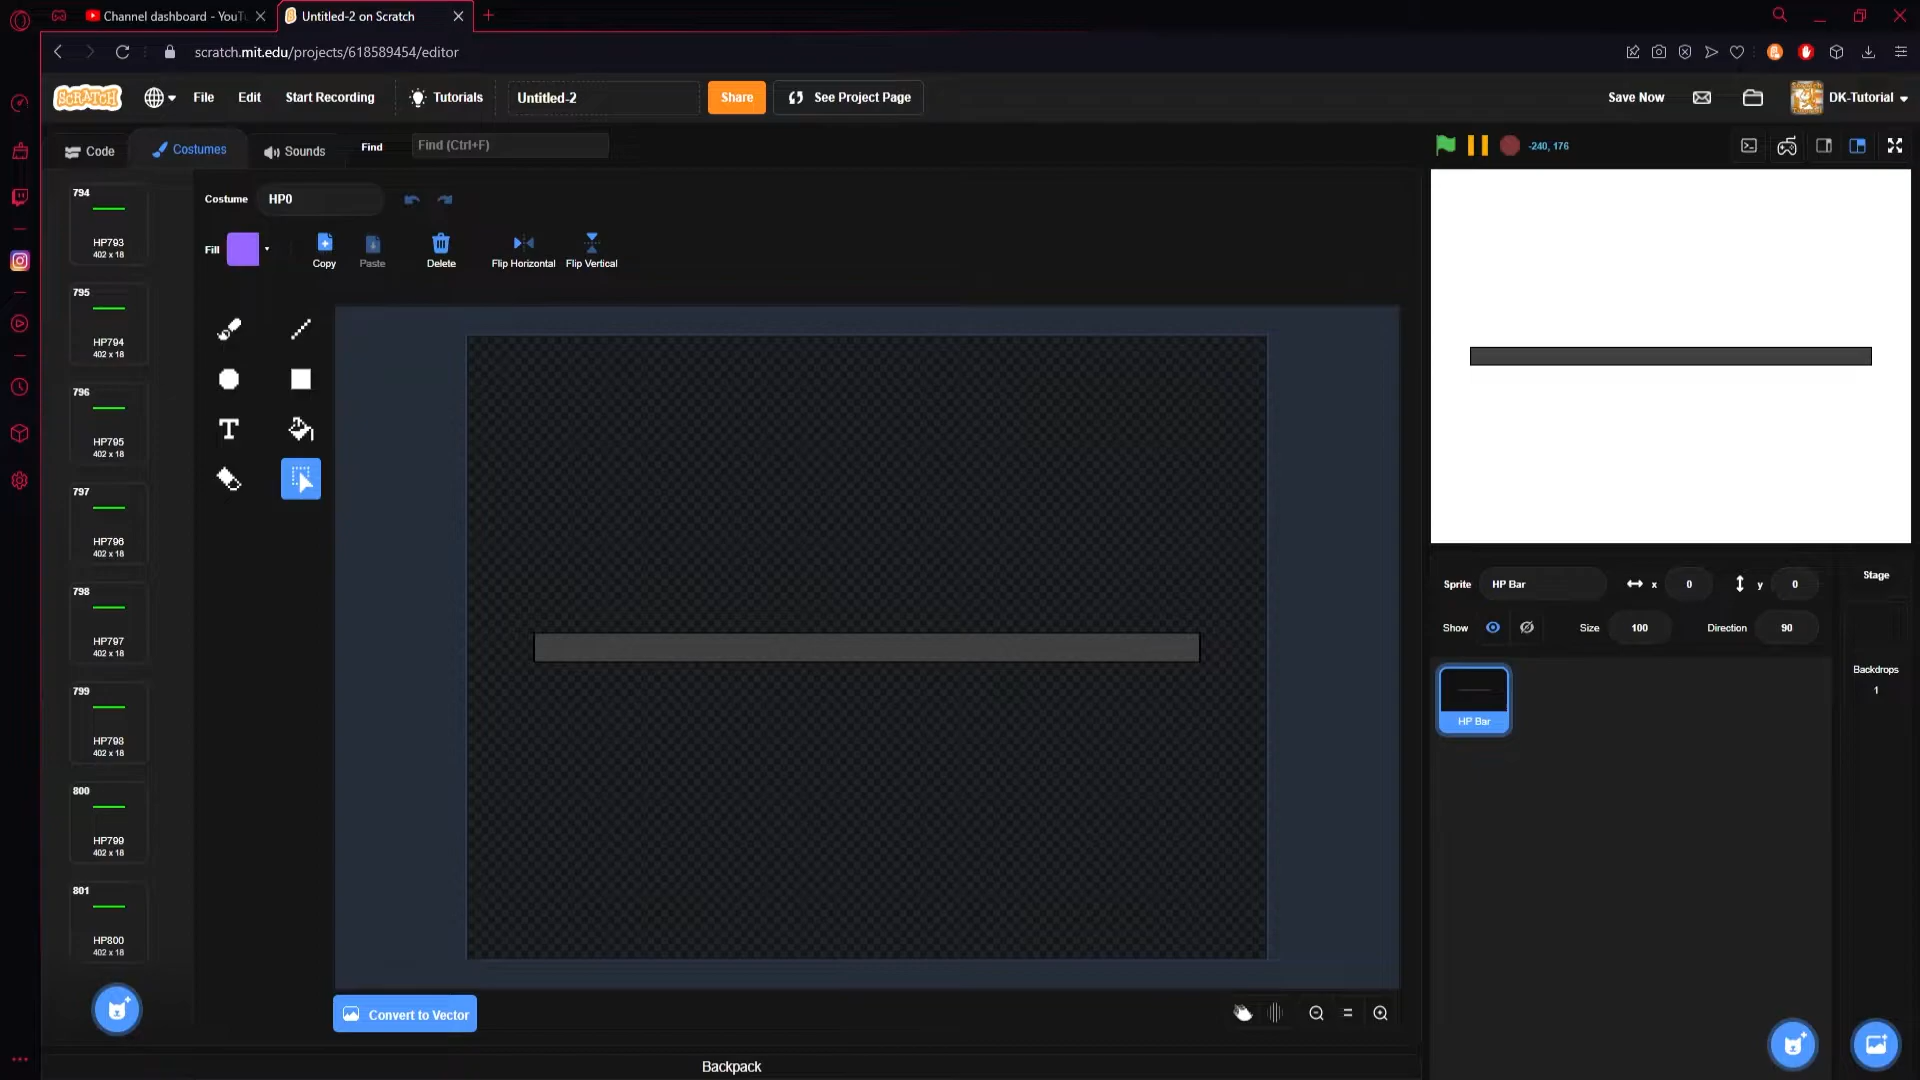 Channel dashboard - YouT
Untitled-2 on Scratch
scratch.mit.edu/projects/618589454/editor
SCRATCH
File
Edit
Start Recording
Tutorials
Untitled-2
Share
See Project Page
Save Now
DK-Tutorial
Code
Costumes
Sounds
Find
Find (Ctrl+F)
-240, 176
794
HP793
402 x 18
795
HP794
402 x 18
796
HP795
402 x 18
797
HP796
402 x 18
798
HP797
402 x 18
799
HP798
402 x 18
800
HP799
402 x 18
801
HP800
402 x 18
Costume
HP0
Fill
Copy
Paste
Delete
Flip Horizontal
Flip Vertical
T
Convert to Vector
Backpack
Sprite
HP Bar
x
0
y
0
Show
Size
100
Direction
90
HP Bar
Stage
Backdrops
1